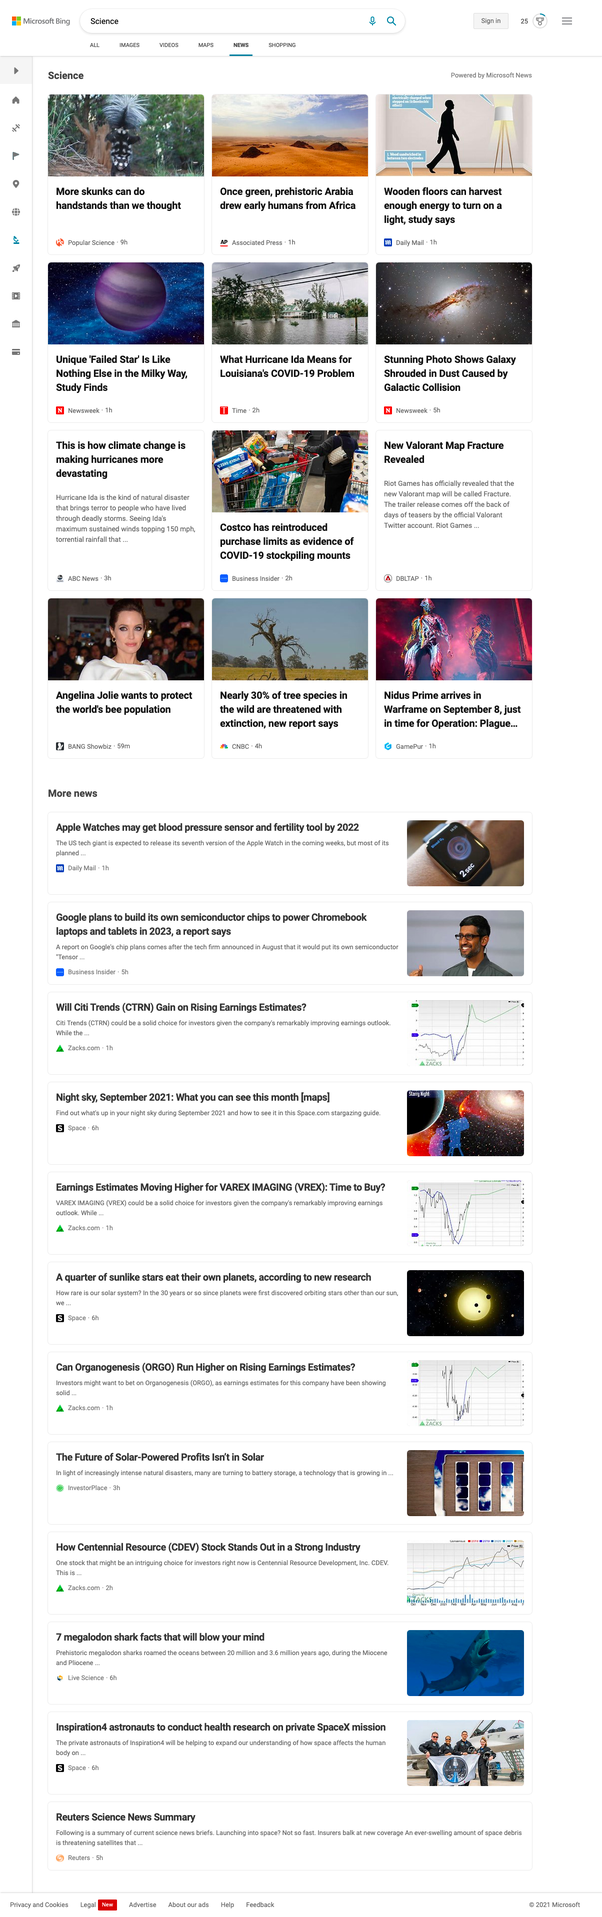 Microsoft Bing
Science
Sign in
25
ALL
IMAGES
VIDEOS
MAPS
NEWS
SHOPPING
Science
Powered by Microsoft News
More skunks can do
handstands than we thought
Popular Science · 9h
Once green, prehistoric Arabia
drew early humans from Africa
AP
Associated Press · 1h
Wooden floors can harvest
enough energy to turn on a
light, study says
Daily Mail · 1h
Unique 'Failed Star' Is Like
Nothing Else in the Milky Way,
Study Finds
N
Newsweek · 1h
What Hurricane Ida Means for
Louisiana's COVID-19 Problem
T
Time · 2h
Stunning Photo Shows Galaxy
Shrouded in Dust Caused by
Galactic Collision
N
Newsweek · 5h
This is how climate change is
making hurricanes more
devastating
Hurricane Ida is the kind of natural disaster
that brings terror to people who have lived
through deadly storms. Seeing Ida's
maximum sustained winds topping 150 mph,
torrential rainfall that ...
ABC News · 3h
Costco has reintroduced
purchase limits as evidence of
COVID-19 stockpiling mounts
Business Insider · 2h
New Valorant Map Fracture
Revealed
Riot Games has officially revealed that the
new Valorant map will be called Fracture.
The trailer release comes off the back of
days of teasers by the official Valorant
Twitter account. Riot Games ...
DBLTAP · 1h
Angelina Jolie wants to protect
the world's bee population
BANG Showbiz · 59m
Nearly 30% of tree species in
the wild are threatened with
extinction, new report says
CNBC · 4h
Nidus Prime arrives in
Warframe on September 8, just
in time for Operation: Plague...
GamePur · 1h
More news
Apple Watches may get blood pressure sensor and fertility tool by 2022
The US tech giant is expected to release its seventh version of the Apple Watch in the coming weeks, but most of its
planned ...
Daily Mail · 1h
2 sec
Google plans to build its own semiconductor chips to power Chromebook
laptops and tablets in 2023, a report says
A report on Google's chip plans comes after the tech firm announced in August that it would put its own semiconductor
"Tensor ...
Business Insider · 5h
Will Citi Trends (CTRN) Gain on Rising Earnings Estimates?
Citi Trends (CTRN) could be a solid choice for investors given the company's remarkably improving earnings outlook.
While the ...
Zacks.com · 1h
ZACKS
Night sky, September 2021: What you can see this month [maps]
Find out what's up in your night sky during September 2021 and how to see it in this Space.com stargazing guide.
S
Space · 6h
Starry Night
Earnings Estimates Moving Higher for VAREX IMAGING (VREX): Time to Buy?
VAREX IMAGING (VREX) could be a solid choice for investors given the company's remarkably improving earnings
outlook. While ...
Zacks.com · 1h
A quarter of sunlike stars eat their own planets, according to new research
How rare is our solar system? In the 30 years or so since planets were first discovered orbiting stars other than our sun,
we ...
S
Space · 6h
Can Organogenesis (ORGO) Run Higher on Rising Earnings Estimates?
Investors might want to bet on Organogenesis (ORGO), as earnings estimates for this company have been showing
solid ...
Zacks.com · 1h
ZACKS
The Future of Solar-Powered Profits Isn't in Solar
In light of increasingly intense natural disasters, many are turning to battery storage, a technology that is growing in ...
InvestorPlace · 3h
How Centennial Resource (CDEV) Stock Stands Out in a Strong Industry
One stock that might be an intriguing choice for investors right now is Centennial Resource Development, Inc. CDEV.
This is ...
Zacks.com · 2h
ZACKS
7 megalodon shark facts that will blow your mind
Prehistoric megalodon sharks roamed the oceans between 20 million and 3.6 million years ago, during the Miocene
and Pliocene ...
Live Science · 6h
Inspiration4 astronauts to conduct health research on private SpaceX mission
The private astronauts of Inspiration4 will be helping to expand our understanding of how space affects the human
body on ...
S
Space · 6h
Reuters Science News Summary
Following is a summary of current science news briefs. Launching into space? Not so fast. Insurers balk at new coverage An ever-swelling amount of space debris
is threatening satellites that ...
Reuters · 5h
Privacy and Cookies
Legal
New
Advertise
About our ads
Help
Feedback
© 2021 Microsoft